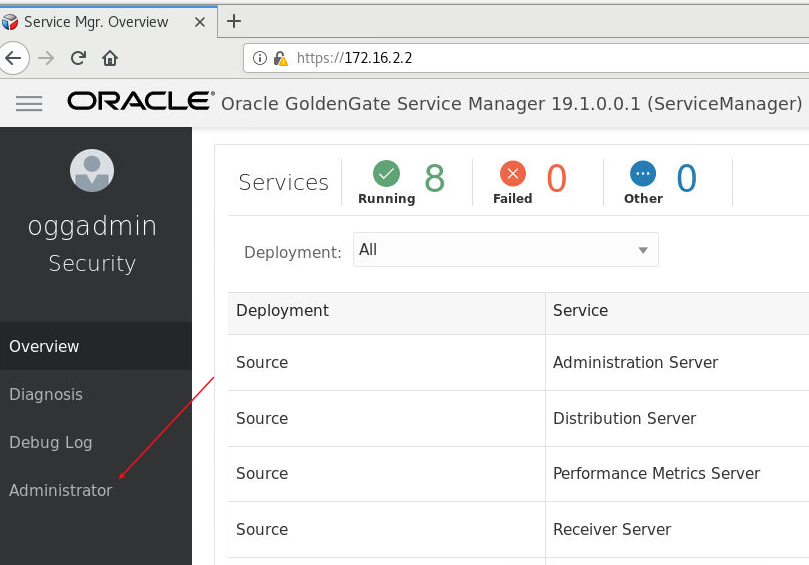 Service Mgr. Overview
https://172.16.2.2
ORACLE® Oracle GoldenGate Service Manager 19.1.0.0.1 (ServiceManager)
oggadmin
Security
Overview
Diagnosis
Debug Log
Administrator
Services
Running 8
Failed 0
Other 0
Deployment: All
Deployment Service
Source Administration Server
Source Distribution Server
Source Performance Metrics Server
Source Receiver Server